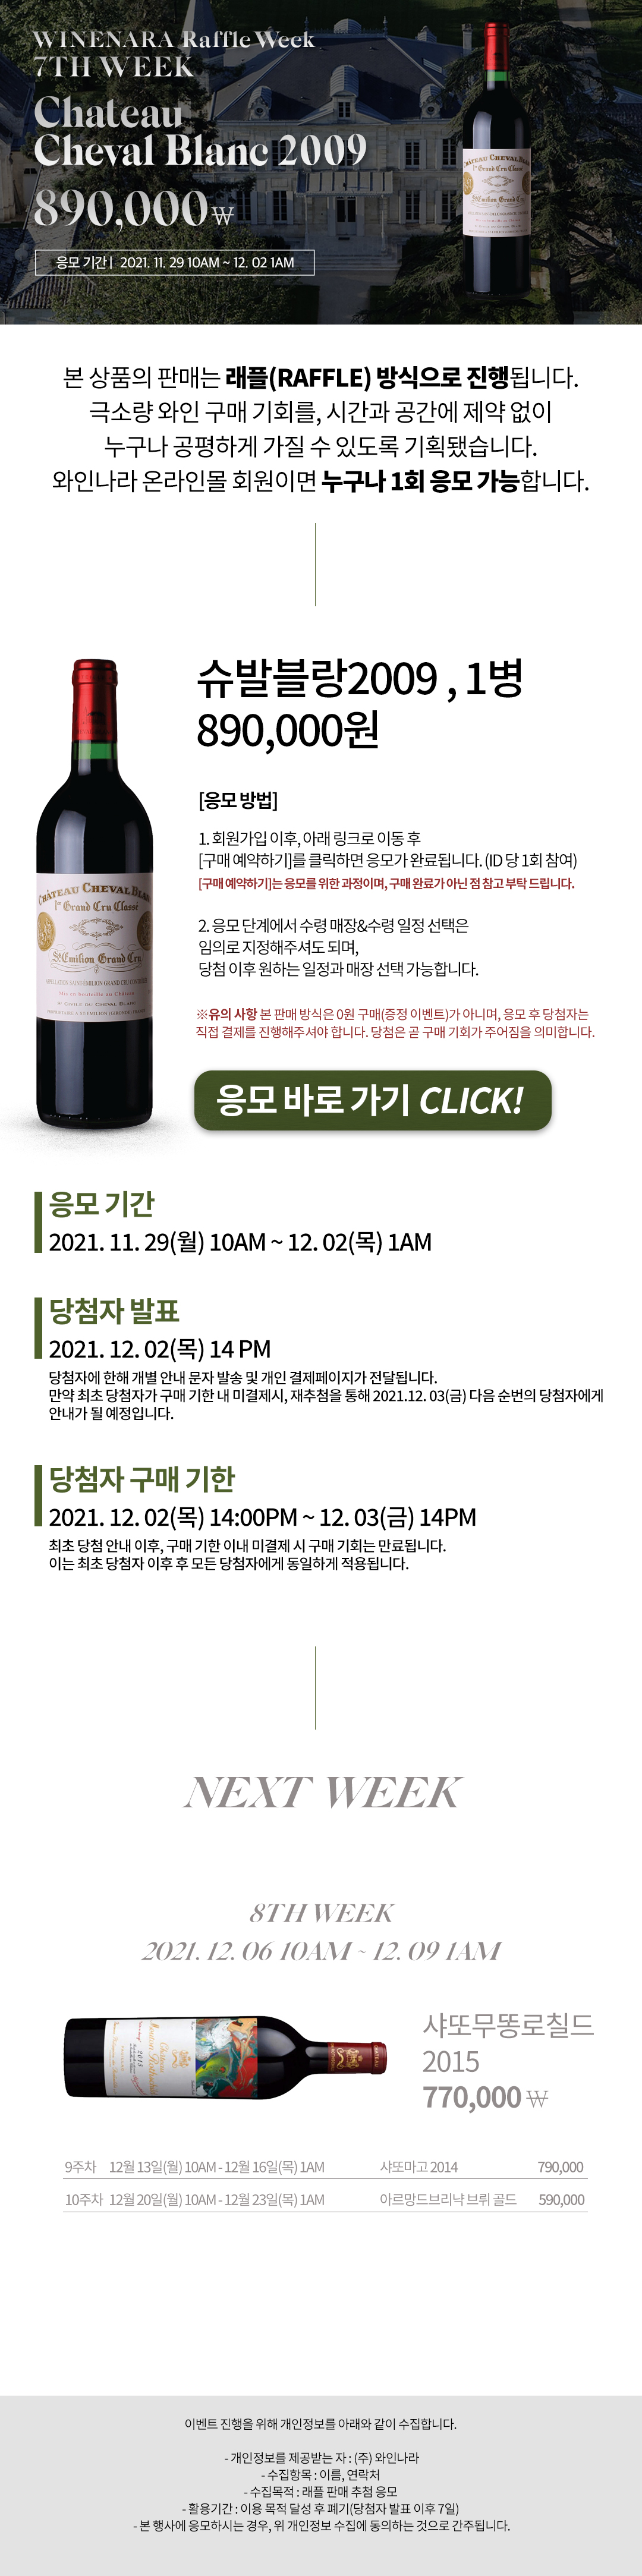 WINENARA Raffle Week
7TH WEEK
Chateau
Cheval Blanc 2009
890,000₩
응모 기간 | 2021. 11. 29 10AM ~ 12. 02 1AM
CHATEAU CHEVAL BLANC
1er Grand Cru Classé
St Emilion Grand Cru
본 상품의 판매는 래플(RAFFLE) 방식으로 진행됩니다.
극소량 와인 구매 기회를, 시간과 공간에 제약 없이
누구나 공평하게 가질 수 있도록 기획됐습니다.
와인나라 온라인몰 회원이면 누구나 1회 응모 가능합니다.
슈발블랑2009 , 1병
890,000원
[응모 방법]
1. 회원가입 이후, 아래 링크로 이동 후
[구매 예약하기]를 클릭하면 응모가 완료됩니다. (ID 당 1회 참여)
[구매 예약하기]는 응모를 위한 과정이며, 구매 완료가 아닌 점 참고 부탁 드립니다.
2. 응모 단계에서 수령 매장&수령 일정 선택은
임의로 지정해주셔도 되며,
당첨 이후 원하는 일정과 매장 선택 가능합니다.
※유의 사항 본 판매 방식은 0원 구매(증정 이벤트)가 아니며, 응모 후 당첨자는
직접 결제를 진행해주셔야 합니다. 당첨은 곧 구매 기회가 주어짐을 의미합니다.
CHATEAU CHEVAL BLAN
1er Grand Cru Classé
St Emilion Grand Cru
APPELLATION SAINT-EMILION GRAND CRU CONTROLEE
Mis en bouteille au Château
응모 바로 가기 CLICK!
응모 기간
2021. 11. 29(월) 10AM ~ 12. 02(목) 1AM
당첨자 발표
2021. 12. 02(목) 14 PM
당첨자에 한해 개별 안내 문자 발송 및 개인 결제페이지가 전달됩니다.
만약 최초 당첨자가 구매 기한 내 미결제시, 재추첨을 통해 2021.12. 03(금) 다음 순번의 당첨자에게
안내가 될 예정입니다.
당첨자 구매 기한
2021. 12. 02(목) 14:00PM ~ 12. 03(금) 14PM
최초 당첨 안내 이후, 구매 기한 이내 미결제 시 구매 기회는 만료됩니다.
이는 최초 당첨자 이후 후 모든 당첨자에게 동일하게 적용됩니다.
NEXT WEEK
8TH WEEK
2021. 12. 06 10AM ~ 12. 09 1AM
샤또무똥로칠드
2015
770,000 ₩
9주차 12월 13일(월) 10AM - 12월 16일(목) 1AM 샤또마고 2014 790,000
10주차 12월 20일(월) 10AM - 12월 23일(목) 1AM 아르망드브리냑 브뤼 골드 590,000
이벤트 진행을 위해 개인정보를 아래와 같이 수집합니다.
- 개인정보를 제공받는 자 : (주) 와인나라
- 수집항목 : 이름, 연락처
- 수집목적 : 래플 판매 추첨 응모
- 활용기간 : 이용 목적 달성 후 폐기(당첨자 발표 이후 7일)
- 본 행사에 응모하시는 경우, 위 개인정보 수집에 동의하는 것으로 간주됩니다.